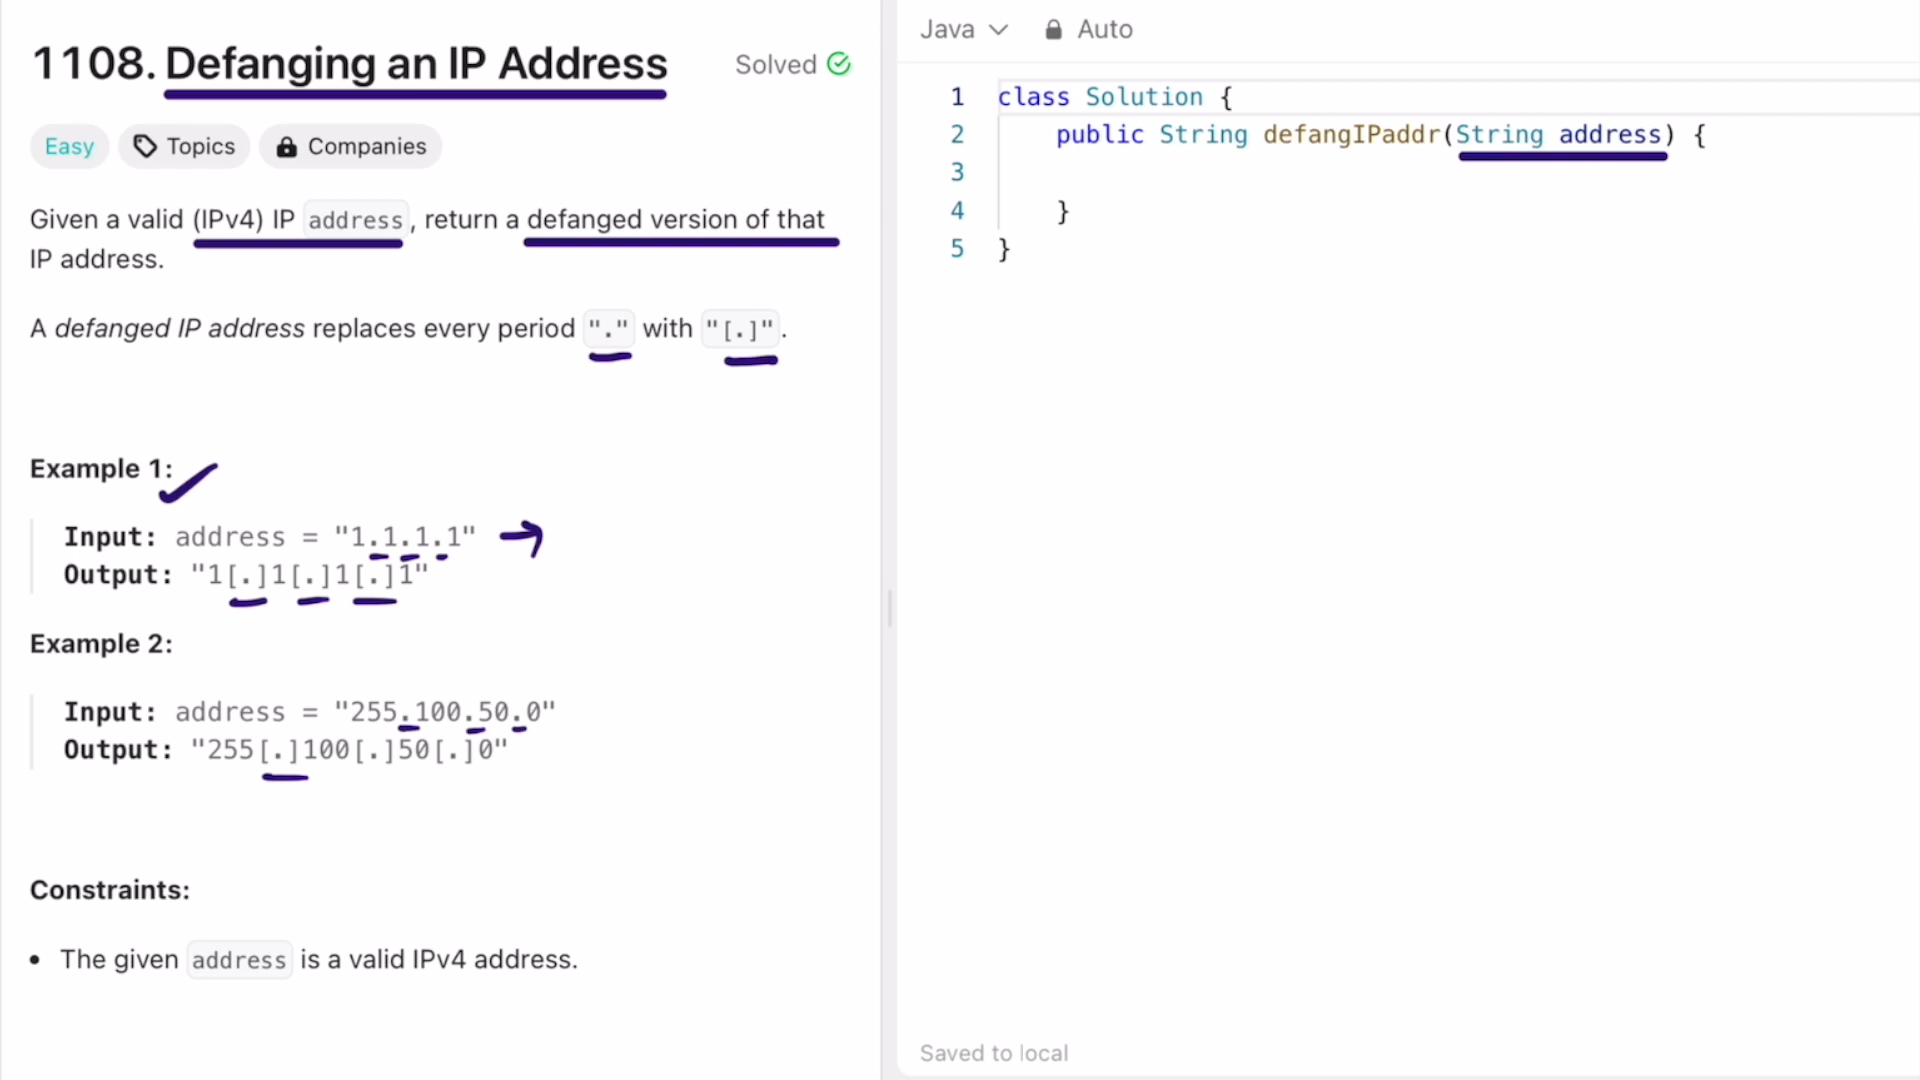 1108. Defanging an IP Address
Solved
Easy
Topics
Companies
Given a valid (IPv4) IP address, return a defanged version of that
IP address.
A defanged IP address replaces every period "." with "[.]".
Example 1:
Input: address = "1.1.1.1"
Output: "1[.]1[.]1[.]1"
Example 2:
Input: address = "255.100.50.0"
Output: "255[.]100[.]50[.]0"
Constraints:
• The given address is a valid IPv4 address.
Java
Auto
1 class Solution {
2     public String defangIPaddr(String address) {
3
4     }
5 }
Saved to local